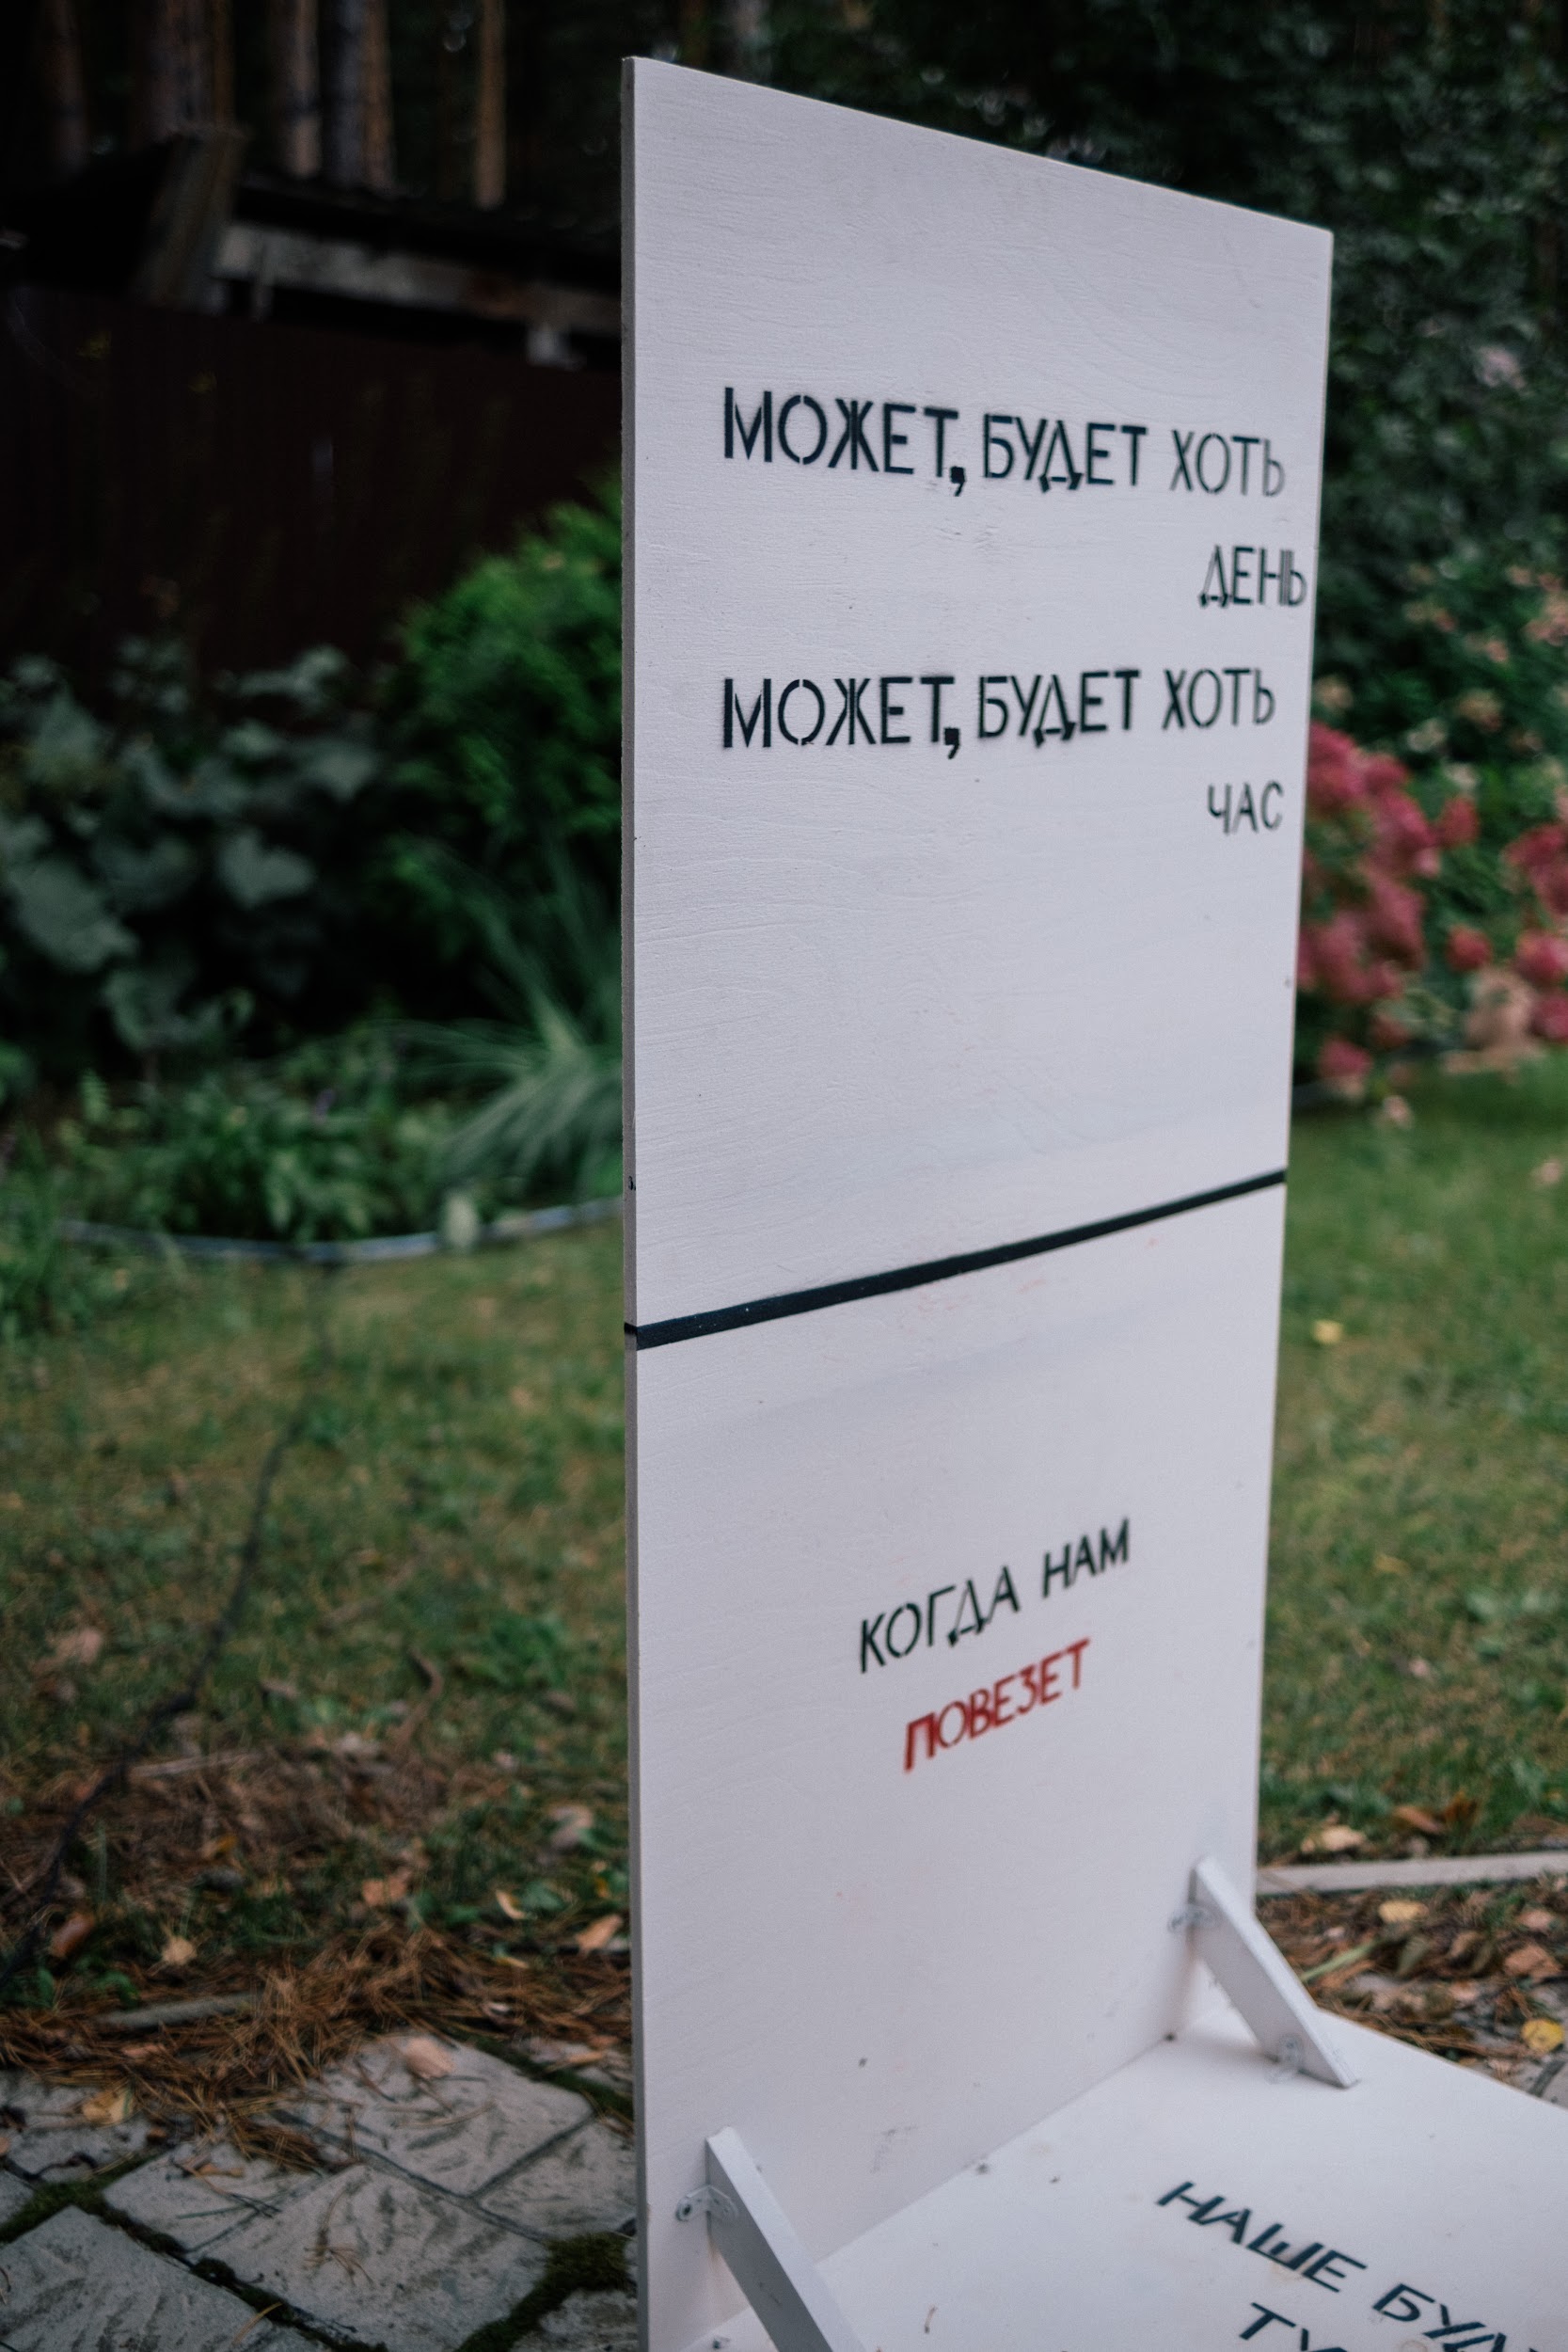 МОЖЕТ, БУДЕТ ХОТЬ
ДЕНЬ
МОЖЕТ, БУДЕТ ХОТЬ
ЧАС
КОГДА НАМ
ПОВЕЗЕТ
НАШЕ